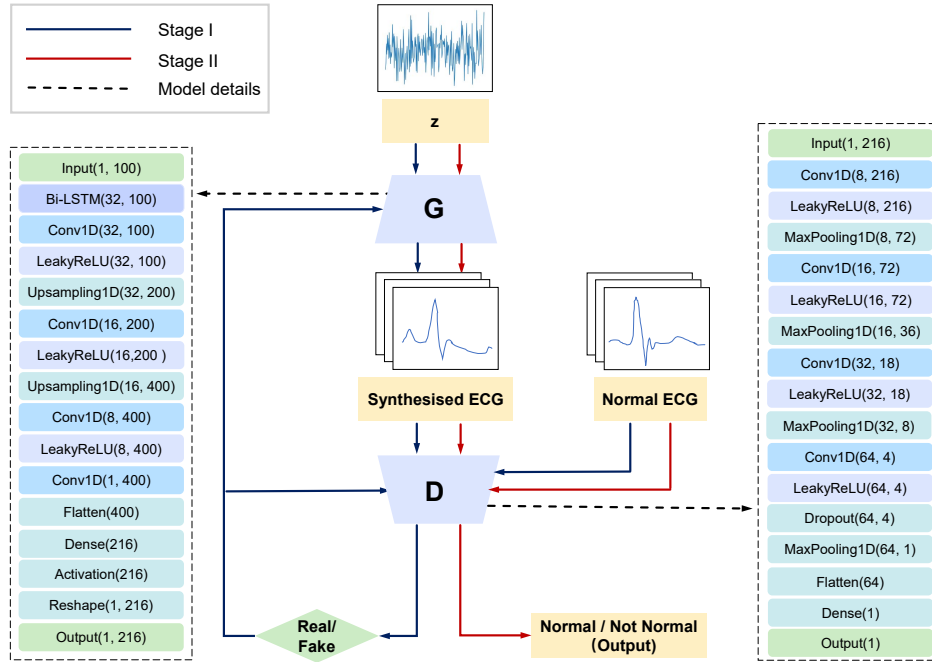 Stage I
Stage II
Model details
z
G
Synthesised ECG
Normal ECG
D
Real/
Fake
Normal / Not Normal
(Output)
Input(1, 100)
Bi-LSTM(32, 100)
Conv1D(32, 100)
LeakyReLU(32, 100)
Upsampling1D(32, 200)
Conv1D(16, 200)
LeakyReLU(16,200 )
Upsampling1D(16, 400)
Conv1D(8, 400)
LeakyReLU(8, 400)
Conv1D(1, 400)
Flatten(400)
Dense(216)
Activation(216)
Reshape(1, 216)
Output(1, 216)
Input(1, 216)
Conv1D(8, 216)
LeakyReLU(8, 216)
MaxPooling1D(8, 72)
Conv1D(16, 72)
LeakyReLU(16, 72)
MaxPooling1D(16, 36)
Conv1D(32, 18)
LeakyReLU(32, 18)
MaxPooling1D(32, 8)
Conv1D(64, 4)
LeakyReLU(64, 4)
Dropout(64, 4)
MaxPooling1D(64, 1)
Flatten(64)
Dense(1)
Output(1)